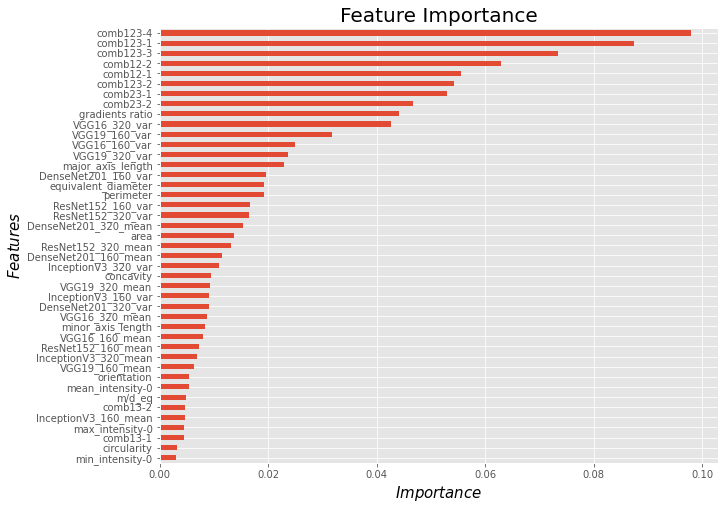 Feature Importance
comb123-4
comb123-1
comb123-3
comb12-2
comb12-1
comb123-2
comb23-1
comb23-2
gradients ratio
VGG16_320_var
VGG19_160_var
VGG16_160_var
VGG19_320_var
major_axis_length
DenseNet201_160_var
equivalent_diameter
perimeter
ResNet152_160_var
ResNet152_320_var
DenseNet201_320_mean
area
ResNet152_320_mean
DenseNet201_160_mean
InceptionV3_320_var
concavity
VGG19_320_mean
InceptionV3_160_var
DenseNet201_320_var
VGG16_320_mean
minor_axis_length
VGG16_160_mean
ResNet152_160_mean
InceptionV3_320_mean
VGG19_160_mean
orientation
mean_intensity-0
m/d_eq
comb13-2
InceptionV3_160_mean
max_intensity-0
comb13-1
circularity
min_intensity-0
Features
0.00 0.02 0.04 0.06 0.08 0.10
Importance